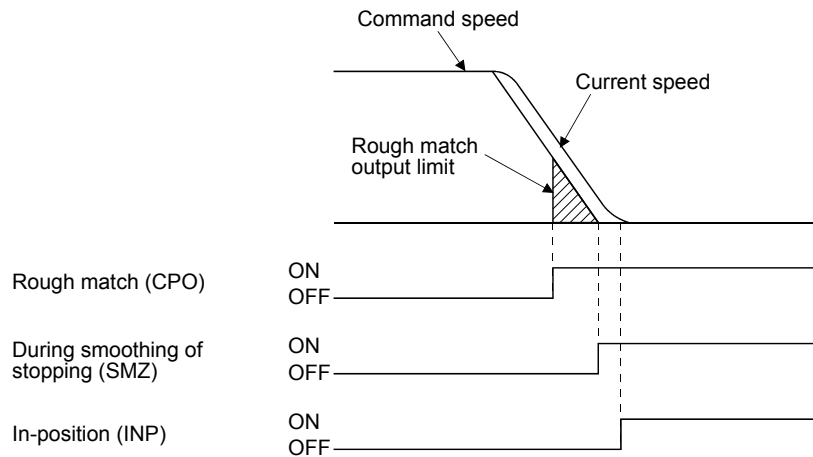 Command speed
Current speed
Rough match
output limit
Rough match (CPO)
ON
OFF
During smoothing of
stopping (SMZ)
ON
OFF
In-position (INP)
ON
OFF